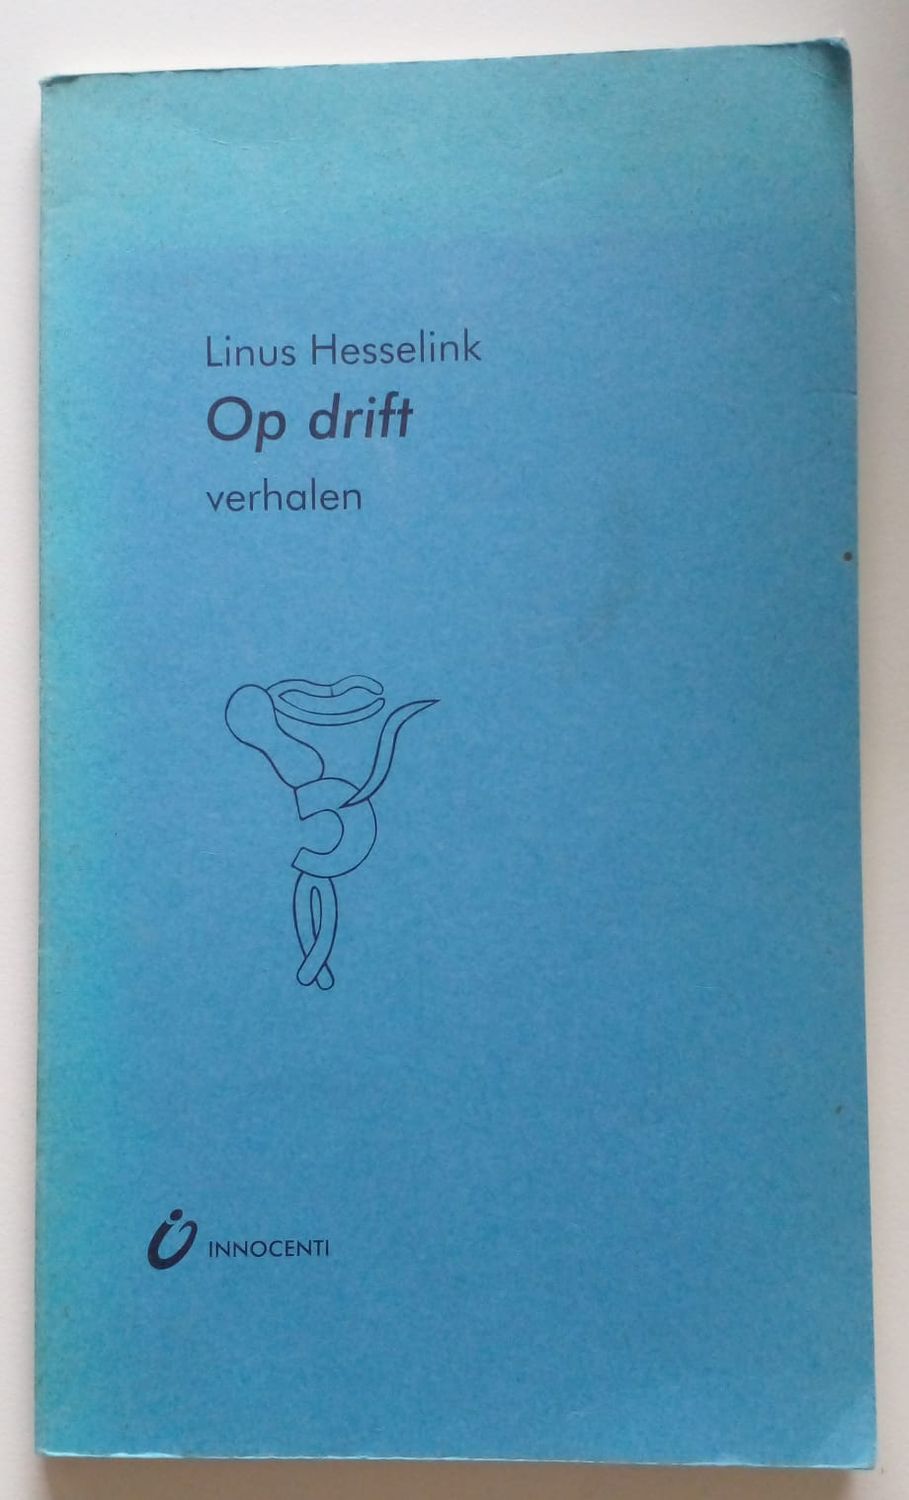 Linus Hesselink
Op drift
verhalen
INNOCENTI